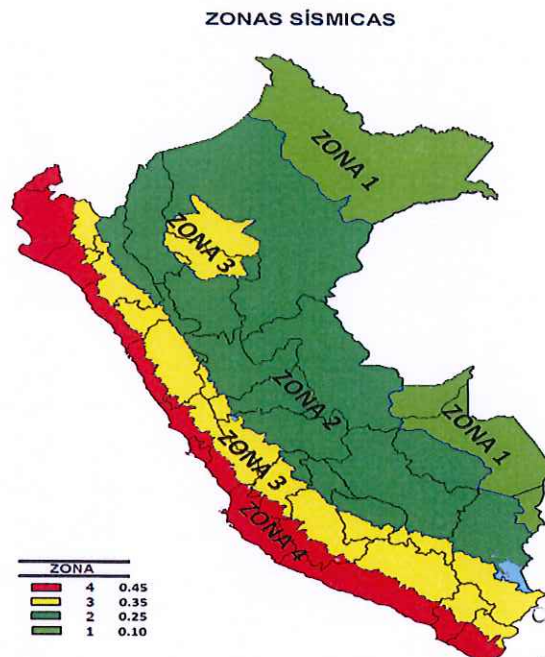 ZONAS SÍSMICAS
ZONA 1
ZONA 3
ZONA 2
ZONA 1
ZONA 3
ZONA 4
ZONA
4 0.45
3 0.35
2 0.25
1 0.10